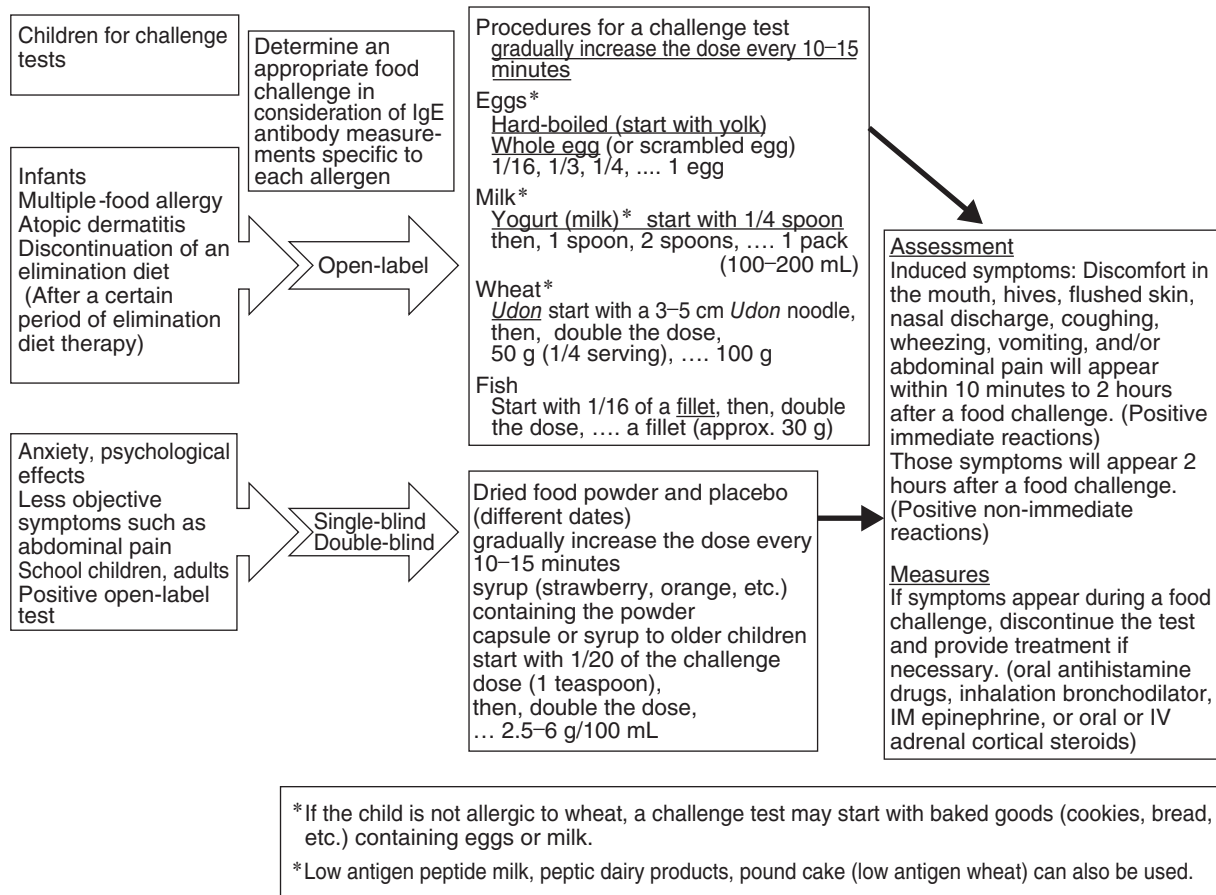 Children for challenge
tests
Determine an
appropriate food
challenge in
consideration of IgE
antibody measure-
ments specific to
each allergen
Infants
Multiple-food allergy
Atopic dermatitis
Discontinuation of an
elimination diet
(After a certain
period of elimination
diet therapy)
Open-label
Procedures for a challenge test
gradually increase the dose every 10–15
minutes
Eggs*
Hard-boiled (start with yolk)
Whole egg (or scrambled egg)
1/16, 1/3, 1/4, .... 1 egg
Milk*
Yogurt (milk)* start with 1/4 spoon
then, 1 spoon, 2 spoons, .... 1 pack
(100–200 mL)
Wheat*
Udon start with a 3–5 cm Udon noodle,
then, double the dose,
50 g (1/4 serving), .... 100 g
Fish
Start with 1/16 of a fillet, then, double
the dose, .... a fillet (approx. 30 g)
Anxiety, psychological
effects
Less objective
symptoms such as
abdominal pain
School children, adults
Positive open-label
test
Single-blind
Double-blind
Dried food powder and placebo
(different dates)
gradually increase the dose every
10–15 minutes
syrup (strawberry, orange, etc.)
containing the powder
capsule or syrup to older children
start with 1/20 of the challenge
dose (1 teaspoon),
then, double the dose,
... 2.5–6 g/100 mL
Assessment
Induced symptoms: Discomfort in
the mouth, hives, flushed skin,
nasal discharge, coughing,
wheezing, vomiting, and/or
abdominal pain will appear
within 10 minutes to 2 hours
after a food challenge. (Positive
immediate reactions)
Those symptoms will appear 2
hours after a food challenge.
(Positive non-immediate
reactions)
Measures
If symptoms appear during a food
challenge, discontinue the test
and provide treatment if
necessary. (oral antihistamine
drugs, inhalation bronchodilator,
IM epinephrine, or oral or IV
adrenal cortical steroids)
*If the child is not allergic to wheat, a challenge test may start with baked goods (cookies, bread,
etc.) containing eggs or milk.
*Low antigen peptide milk, peptic dairy products, pound cake (low antigen wheat) can also be used.